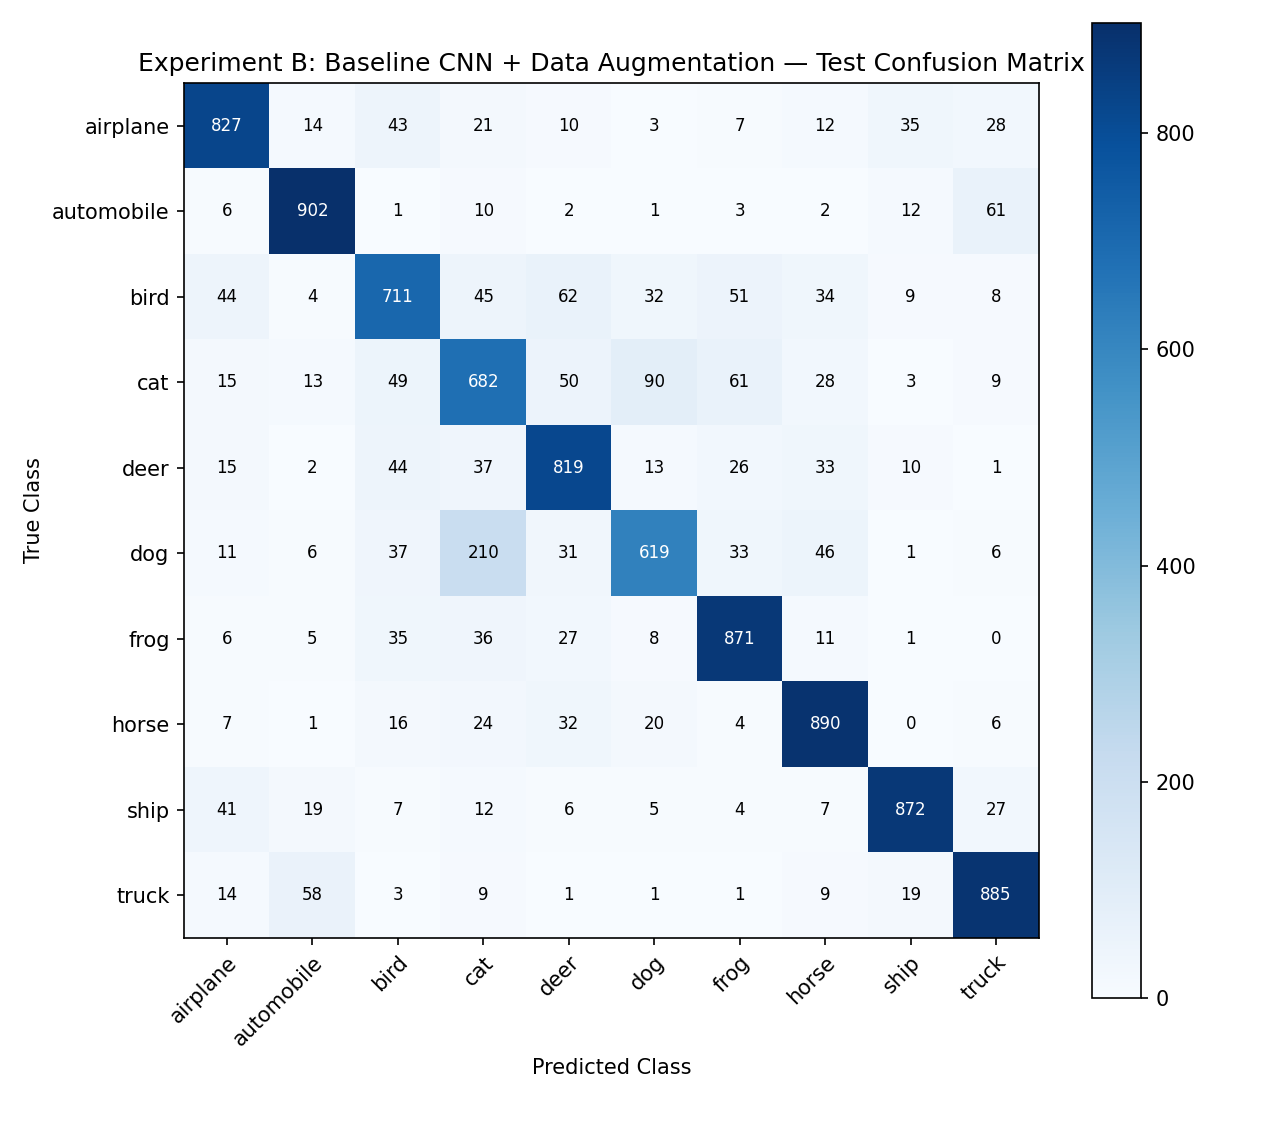 Experiment B: Baseline CNN + Data Augmentation — Test Confusion Matrix
airplane 827 14 43 21 10 3 7 12 35 28
automobile 6 902 1 10 2 1 3 2 12 61
bird 44 4 711 45 62 32 51 34 9 8
cat 15 13 49 682 50 90 61 28 3 9
deer 15 2 44 37 819 13 26 33 10 1
dog 11 6 37 210 31 619 33 46 1 6
frog 6 5 35 36 27 8 871 11 1 0
horse 7 1 16 24 32 20 4 890 0 6
ship 41 19 7 12 6 5 4 7 872 27
truck 14 58 3 9 1 1 1 9 19 885
airplane automobile bird cat deer dog frog horse ship truck
Predicted Class
True Class
800
600
400
200
0